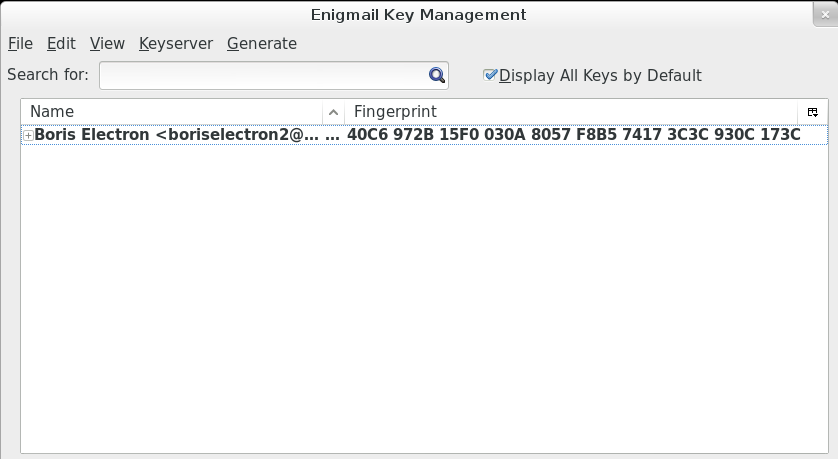 Enigmail Key Management
File Edit View Keyserver Generate
Search for: Display All Keys by Default
Name Fingerprint
Boris Electron <boriselectron2@... ... 40C6 972B 15F0 030A 8057 F8B5 7417 3C3C 930C 173C